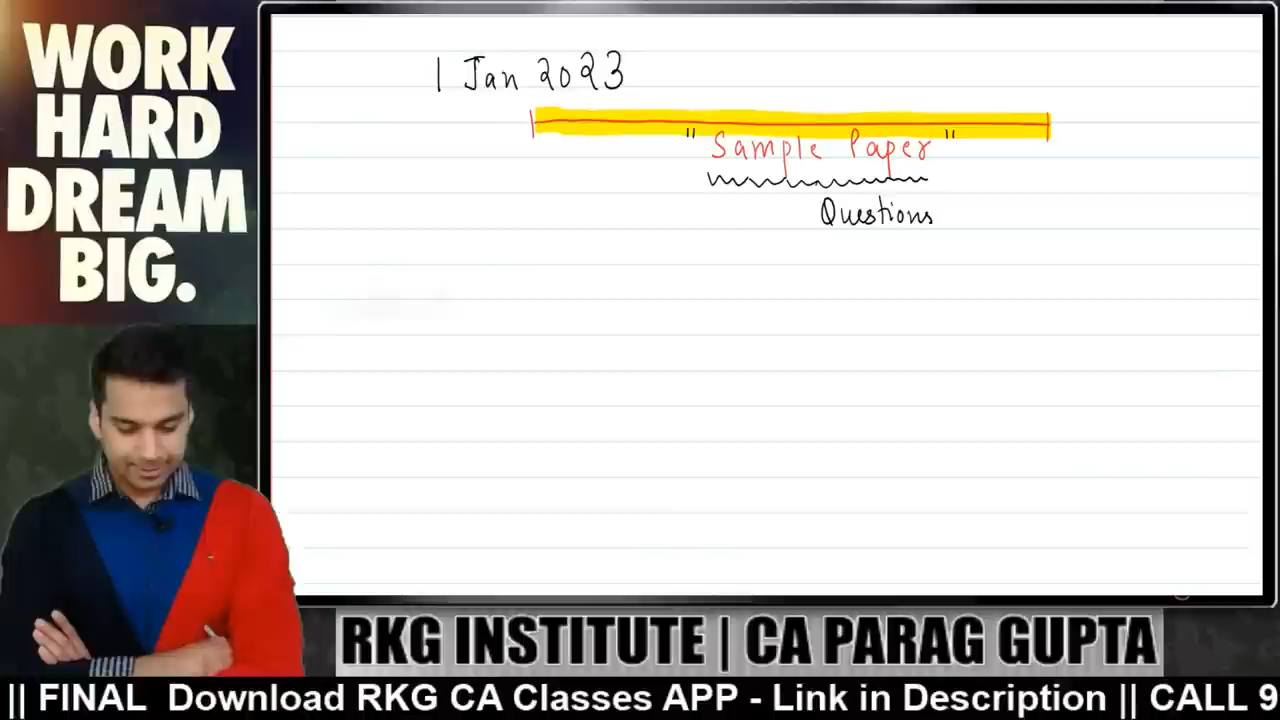 WORK
HARD
DREAM
BIG.
1 Jan 2023
" Sample Paper "
Questions
RKG INSTITUTE | CA PARAG GUPTA
|| FINAL Download RKG CA Classes APP - Link in Description || CALL 9